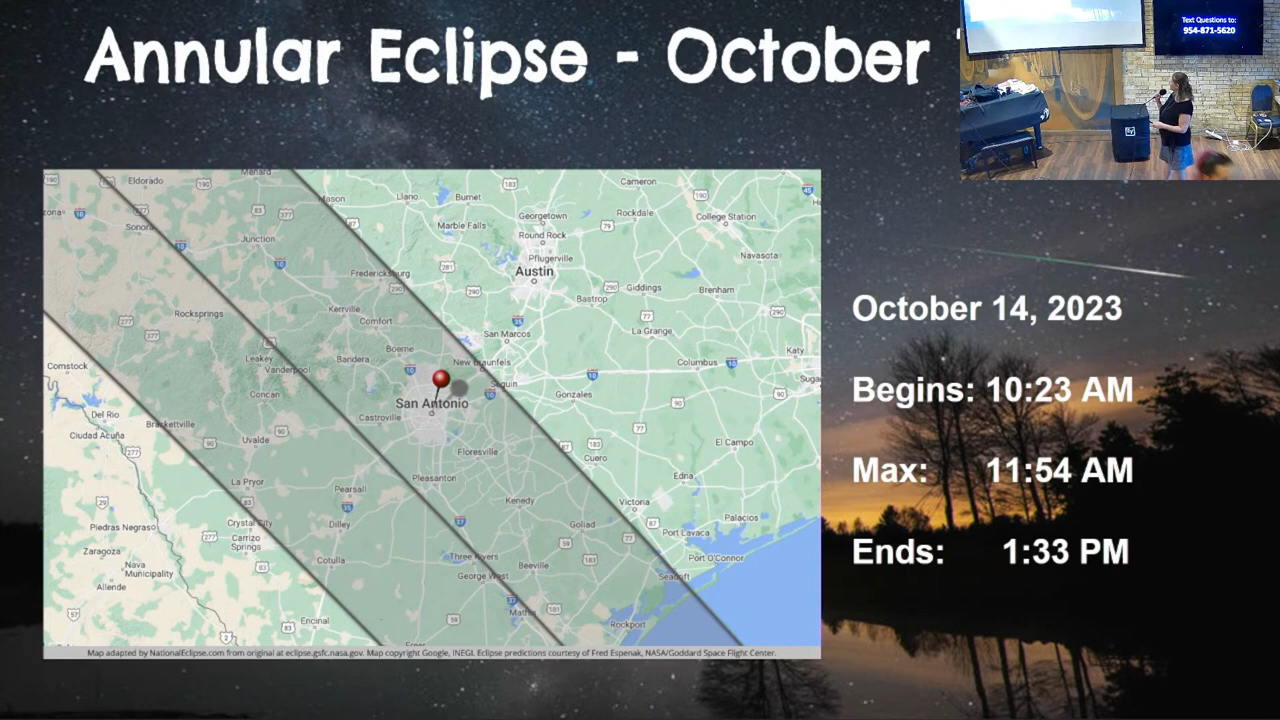 Annular Eclipse - October
Text Questions to:
954-871-5620
October 14, 2023
Begins: 10:23 AM
Max: 11:54 AM
Ends: 1:33 PM
Eldorado
Menard
Mason
Llano
Burnet
Cameron
Georgetown
Rockdale
College Station
Sonora
Marble Falls
Round Rock
Junction
Pflugerville
Navasota
Austin
Fredericksburg
Giddings
Brenham
Bastrop
Rocksprings
Kerrville
Comfort
San Marcos
La Grange
Boerne
Katy
Leakey
Bandera
New Braunfels
Columbus
Comstock
Vanderpool
Seguin
Concan
San Antonio
Gonzales
Del Rio
Castroville
Ciudad Acuña
Brackettville
Uvalde
El Campo
Floresville
Cuero
La Pryor
Pleasanton
Edna
Pearsall
Kenedy
Victoria
Piedras Negras
Crystal City
Dilley
Goliad
Palacios
Carrizo Springs
Port Lavaca
Zaragoza
Cotulla
Three Rivers
Beeville
Port O'Connor
Nava Municipality
George West
Seadrift
Allende
Encinal
Mathis
Rockport
Map adapted by NationalEclipse.com from original at eclipse.gsfc.nasa.gov. Map copyright Google, INEGI. Eclipse predictions courtesy of Fred Espenak, NASA/Goddard Space Flight Center.